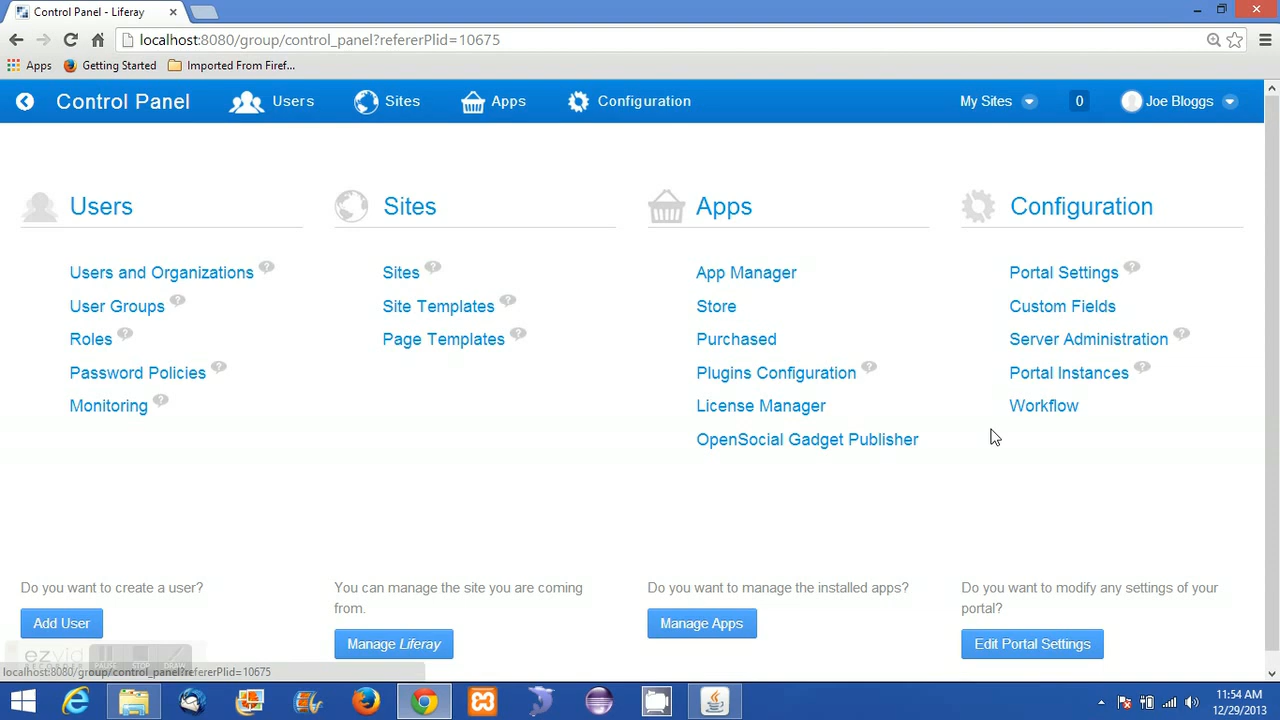 Control Panel - Liferay
localhost:8080/group/control_panel?refererPlid=10675
Apps Getting Started Imported From Firef...
Control Panel Users Sites Apps Configuration My Sites 0 Joe Bloggs
Users
Users and Organizations ?
User Groups ?
Roles ?
Password Policies ?
Monitoring ?
Sites
Sites ?
Site Templates ?
Page Templates ?
Apps
App Manager
Store
Purchased
Plugins Configuration ?
License Manager
OpenSocial Gadget Publisher
Configuration
Portal Settings ?
Custom Fields
Server Administration ?
Portal Instances ?
Workflow
Do you want to create a user?
Add User
You can manage the site you are coming
from.
Manage Liferay
Do you want to manage the installed apps?
Manage Apps
Do you want to modify any settings of your
portal?
Edit Portal Settings
ezvid
RECORDER PAUSE STOP DRAW
localhost:8080/group/control_panel?refererPlid=10675
11:54 AM
12/29/2013